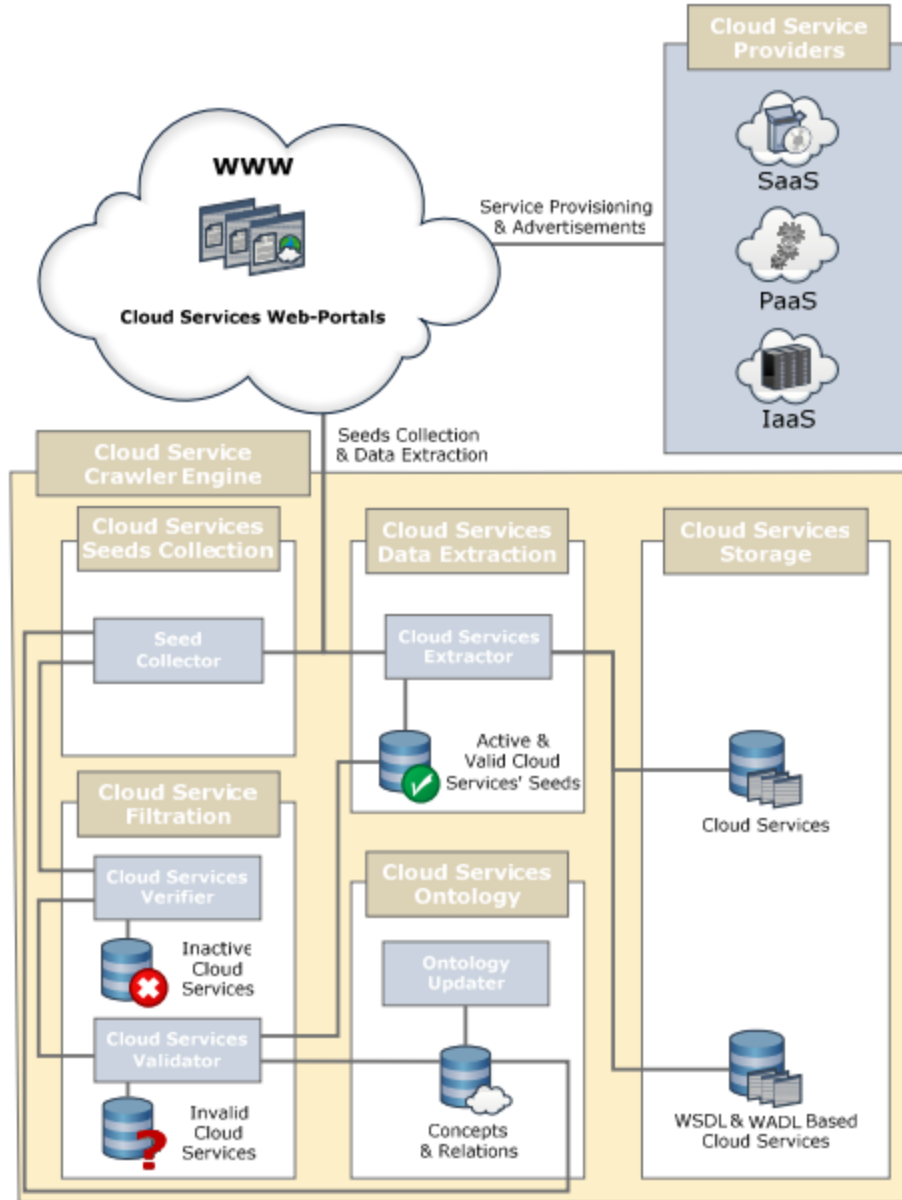 Cloud Service
Providers
WWW
SaaS
Service Provisioning
& Advertisements
PaaS
Cloud Services Web-Portals
IaaS
Seeds Collection
& Data Extraction
Cloud Service
Crawler Engine
Cloud Services
Seeds Collection
Cloud Services
Data Extraction
Cloud Services
Storage
Seed
Collector
Cloud Services
Extractor
Active &
Valid Cloud
Services' Seeds
Cloud Services
Cloud Service
Filtration
Cloud Services
Verifier
Inactive
Cloud
Services
Cloud Services
Ontology
Ontology
Updater
Cloud Services
Validator
Invalid
Cloud
Services
Concepts
& Relations
WSDL & WADL Based
Cloud Services